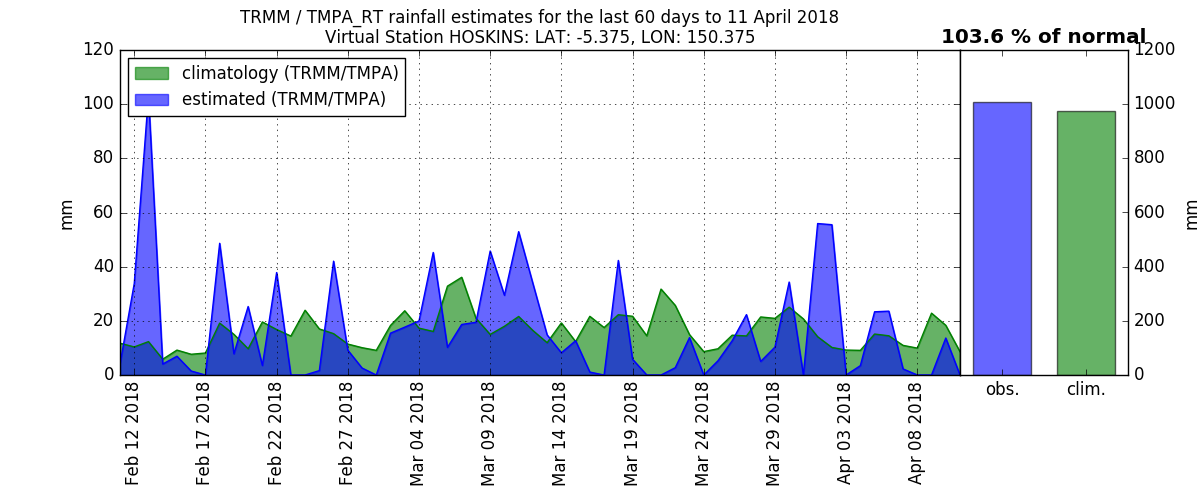 TRMM / TMPA_RT rainfall estimates for the last 60 days to 11 April 2018
Virtual Station HOSKINS: LAT: -5.375, LON: 150.375
103.6 % of normal
climatology (TRMM/TMPA)
estimated (TRMM/TMPA)
mm
120
100
80
60
40
20
0
Feb 12 2018
Feb 17 2018
Feb 22 2018
Feb 27 2018
Mar 04 2018
Mar 09 2018
Mar 14 2018
Mar 19 2018
Mar 24 2018
Mar 29 2018
Apr 03 2018
Apr 08 2018
obs.
clim.
1200
1000
800
600
400
200
0
mm